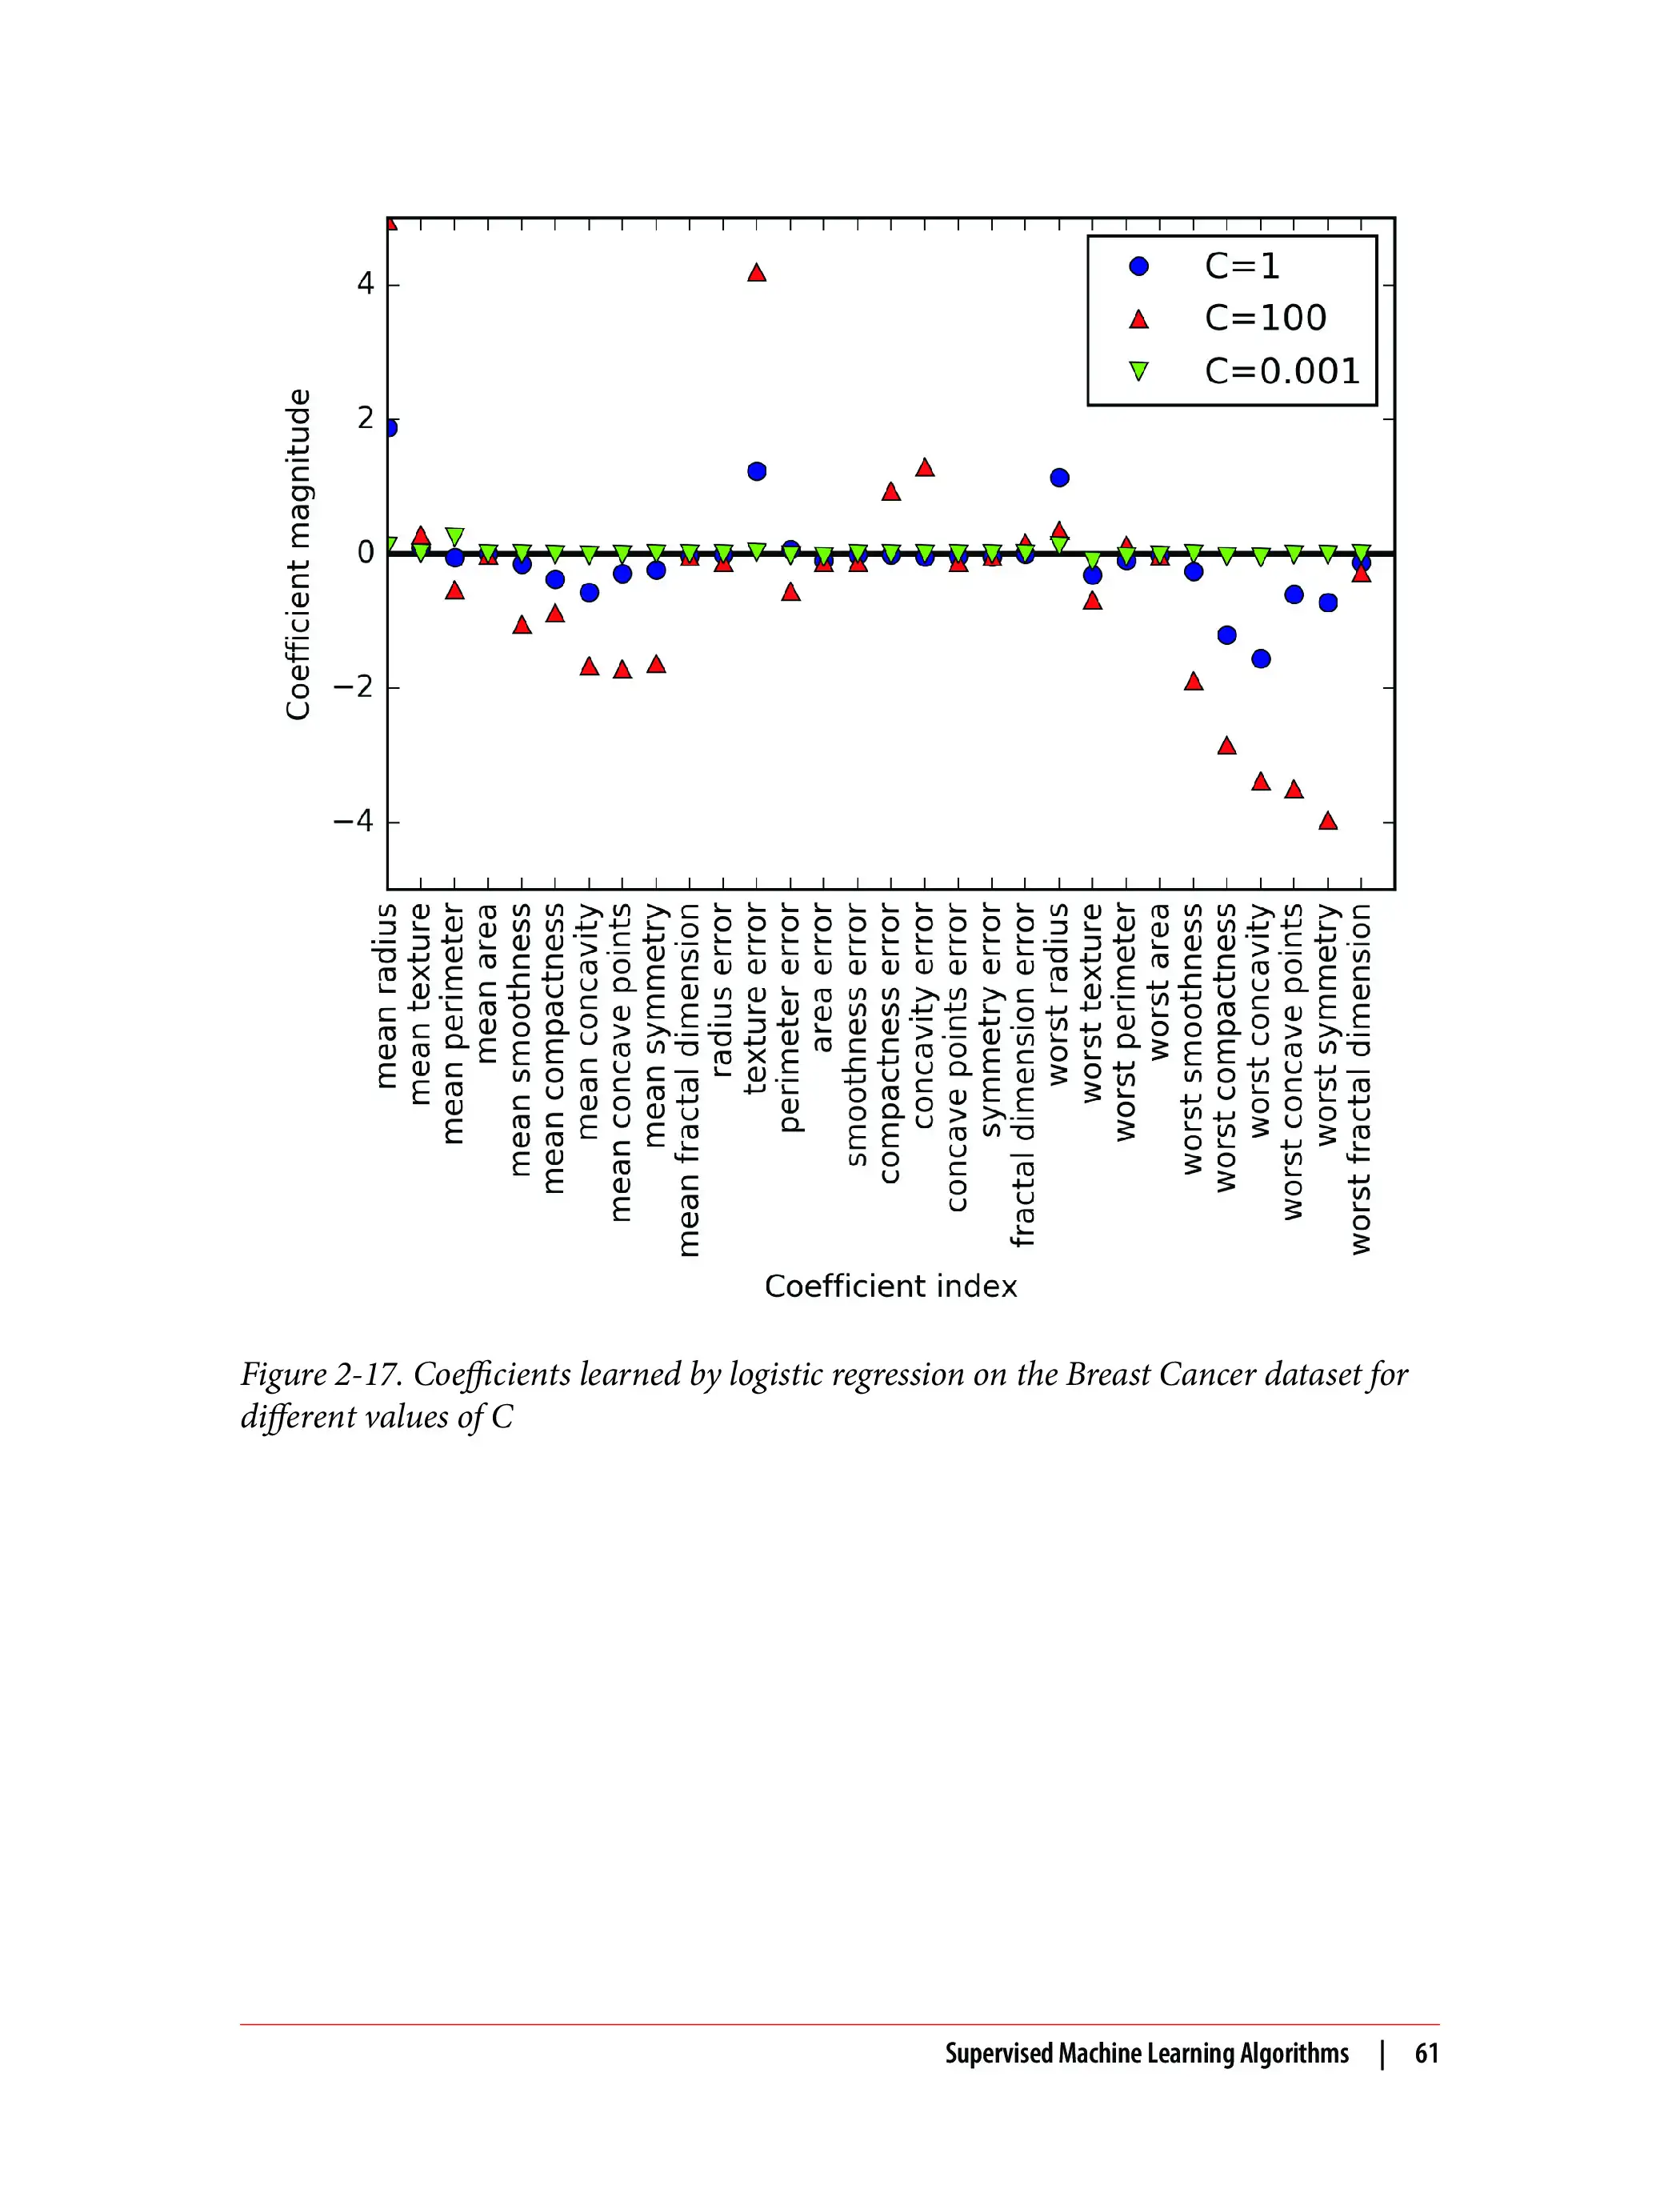 4
2
0
−2
−4
Coefficient magnitude
C=1
C=100
C=0.001
mean radius
mean texture
mean perimeter
mean area
mean smoothness
mean compactness
mean concavity
mean concave points
mean symmetry
mean fractal dimension
radius error
texture error
perimeter error
area error
smoothness error
compactness error
concavity error
concave points error
symmetry error
fractal dimension error
worst radius
worst texture
worst perimeter
worst area
worst smoothness
worst compactness
worst concavity
worst concave points
worst symmetry
worst fractal dimension
Coefficient index
Figure 2-17. Coefficients learned by logistic regression on the Breast Cancer dataset for
different values of C
Supervised Machine Learning Algorithms | 61